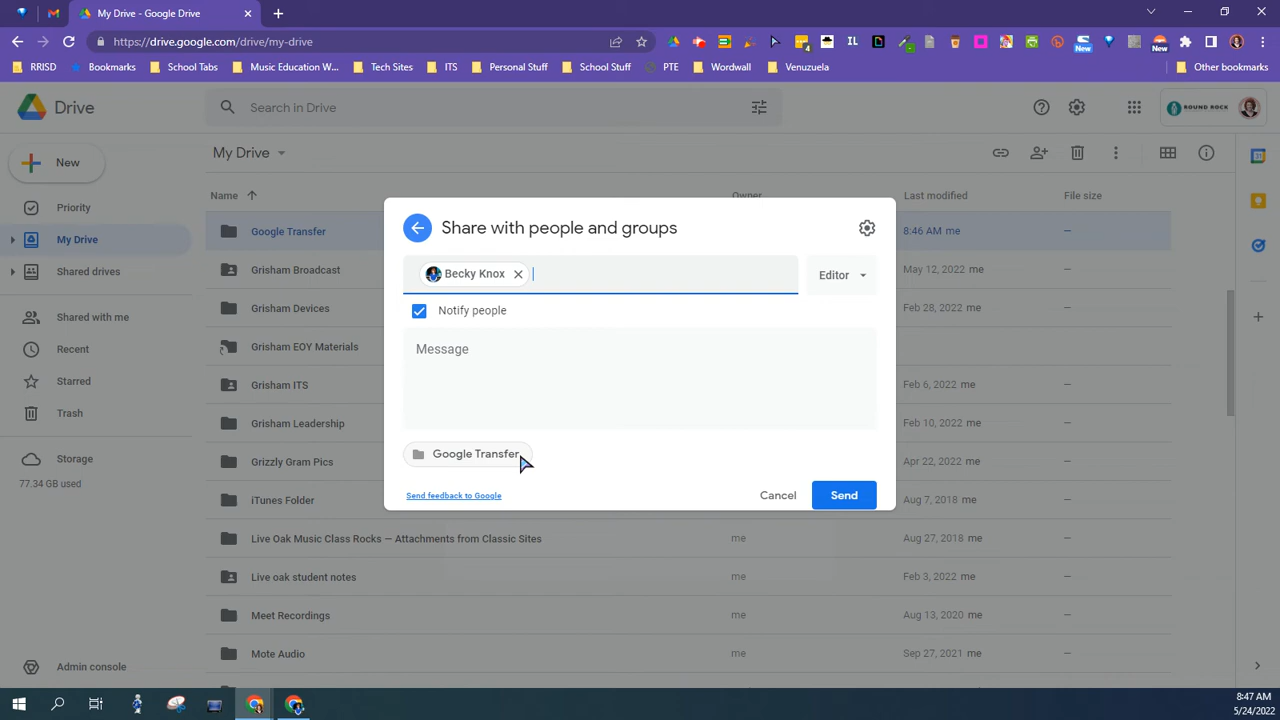 My Drive - Google Drive
https://drive.google.com/drive/my-drive
4 IL New New
RRISD Bookmarks School Tabs Music Education W... Tech Sites ITS Personal Stuff School Stuff PTE Wordwall Venuzuela Other bookmarks
Drive Search in Drive ROUND ROCK
New My Drive
Name Owner Last modified File size
Priority
My Drive
Shared drives
Shared with me
Recent
Starred
Trash
Storage
77.34 GB used
Admin console
Google Transfer 8:46 AM me —
Grisham Broadcast May 12, 2022 me —
Grisham Devices Feb 28, 2022 me —
Grisham EOY Materials —
Grisham ITS Feb 6, 2022 me —
Grisham Leadership Feb 10, 2022 me —
Grizzly Gram Pics Apr 22, 2022 me —
iTunes Folder Aug 7, 2018 me —
Live Oak Music Class Rocks — Attachments from Classic Sites me Aug 27, 2018 me —
Live oak student notes me Feb 3, 2022 me —
Meet Recordings me Aug 13, 2020 me —
Mote Audio me Sep 27, 2021 me —
Share with people and groups
Becky Knox Editor
Notify people
Message
Google Transfer
Send feedback to Google Cancel Send
8:47 AM
5/24/2022